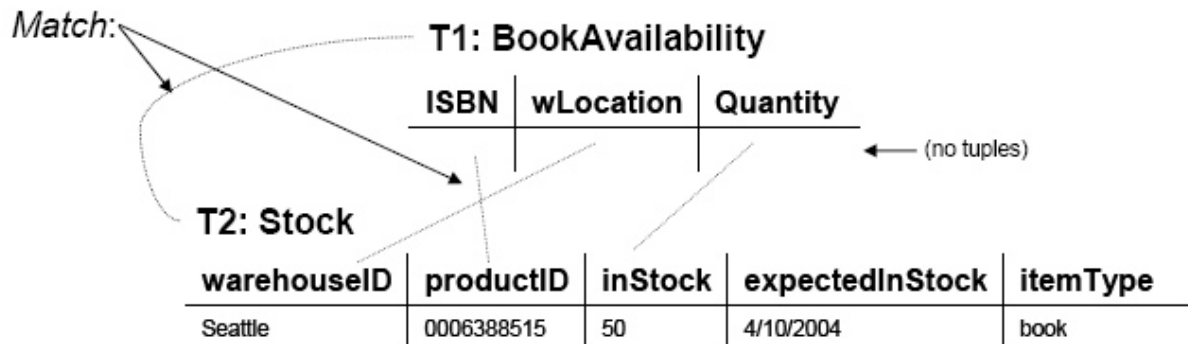 Match:
T1: BookAvailability
ISBN wLocation Quantity
(no tuples)
T2: Stock
warehouseID productID inStock expectedInStock itemType
Seattle 0006388515 50 4/10/2004 book